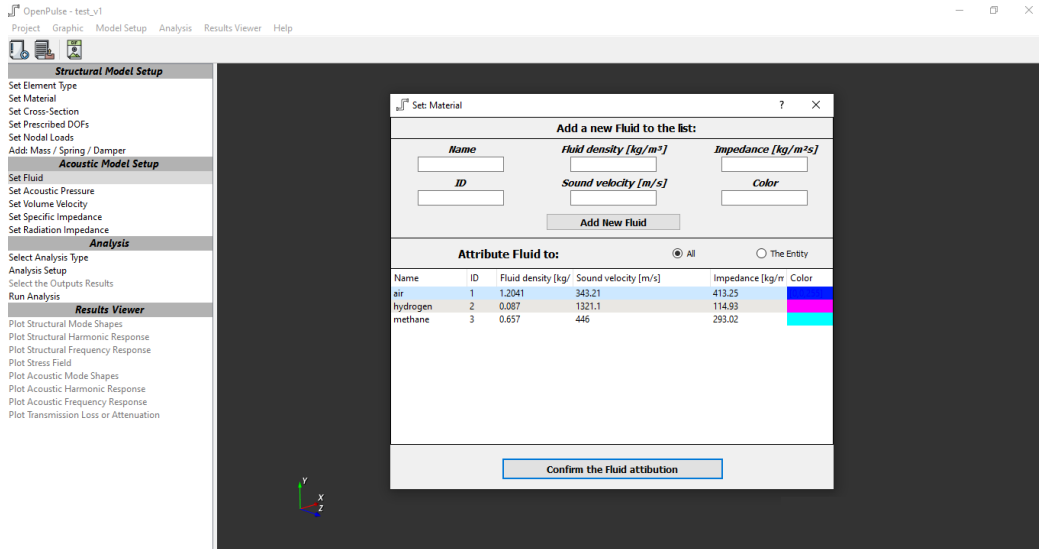 OpenPulse - test_v1
Project Graphic Model Setup Analysis Results Viewer Help
Structural Model Setup
Set Element Type
Set Material
Set Cross-Section
Set Prescribed DOFs
Set Nodal Loads
Add: Mass / Spring / Damper
Acoustic Model Setup
Set Fluid
Set Acoustic Pressure
Set Volume Velocity
Set Specific Impedance
Set Radiation Impedance
Analysis
Select Analysis Type
Analysis Setup
Select the Outputs Results
Run Analysis
Results Viewer
Plot Structural Mode Shapes
Plot Structural Harmonic Response
Plot Structural Frequency Response
Plot Stress Field
Plot Acoustic Mode Shapes
Plot Acoustic Harmonic Response
Plot Acoustic Frequency Response
Plot Transmission Loss or Attenuation
Set: Material ?
Add a new Fluid to the list:
Name Fluid density [kg/m³] Impedance [kg/m²s]
ID Sound velocity [m/s] Color
Add New Fluid
Attribute Fluid to: All The Entity
Name ID Fluid density [kg/ Sound velocity [m/s] Impedance [kg/m Color
air 1 1.2041 343.21 413.25
hydrogen 2 0.087 1321.1 114.93
methane 3 0.657 446 293.02
Confirm the Fluid attibution
Y
X
Z